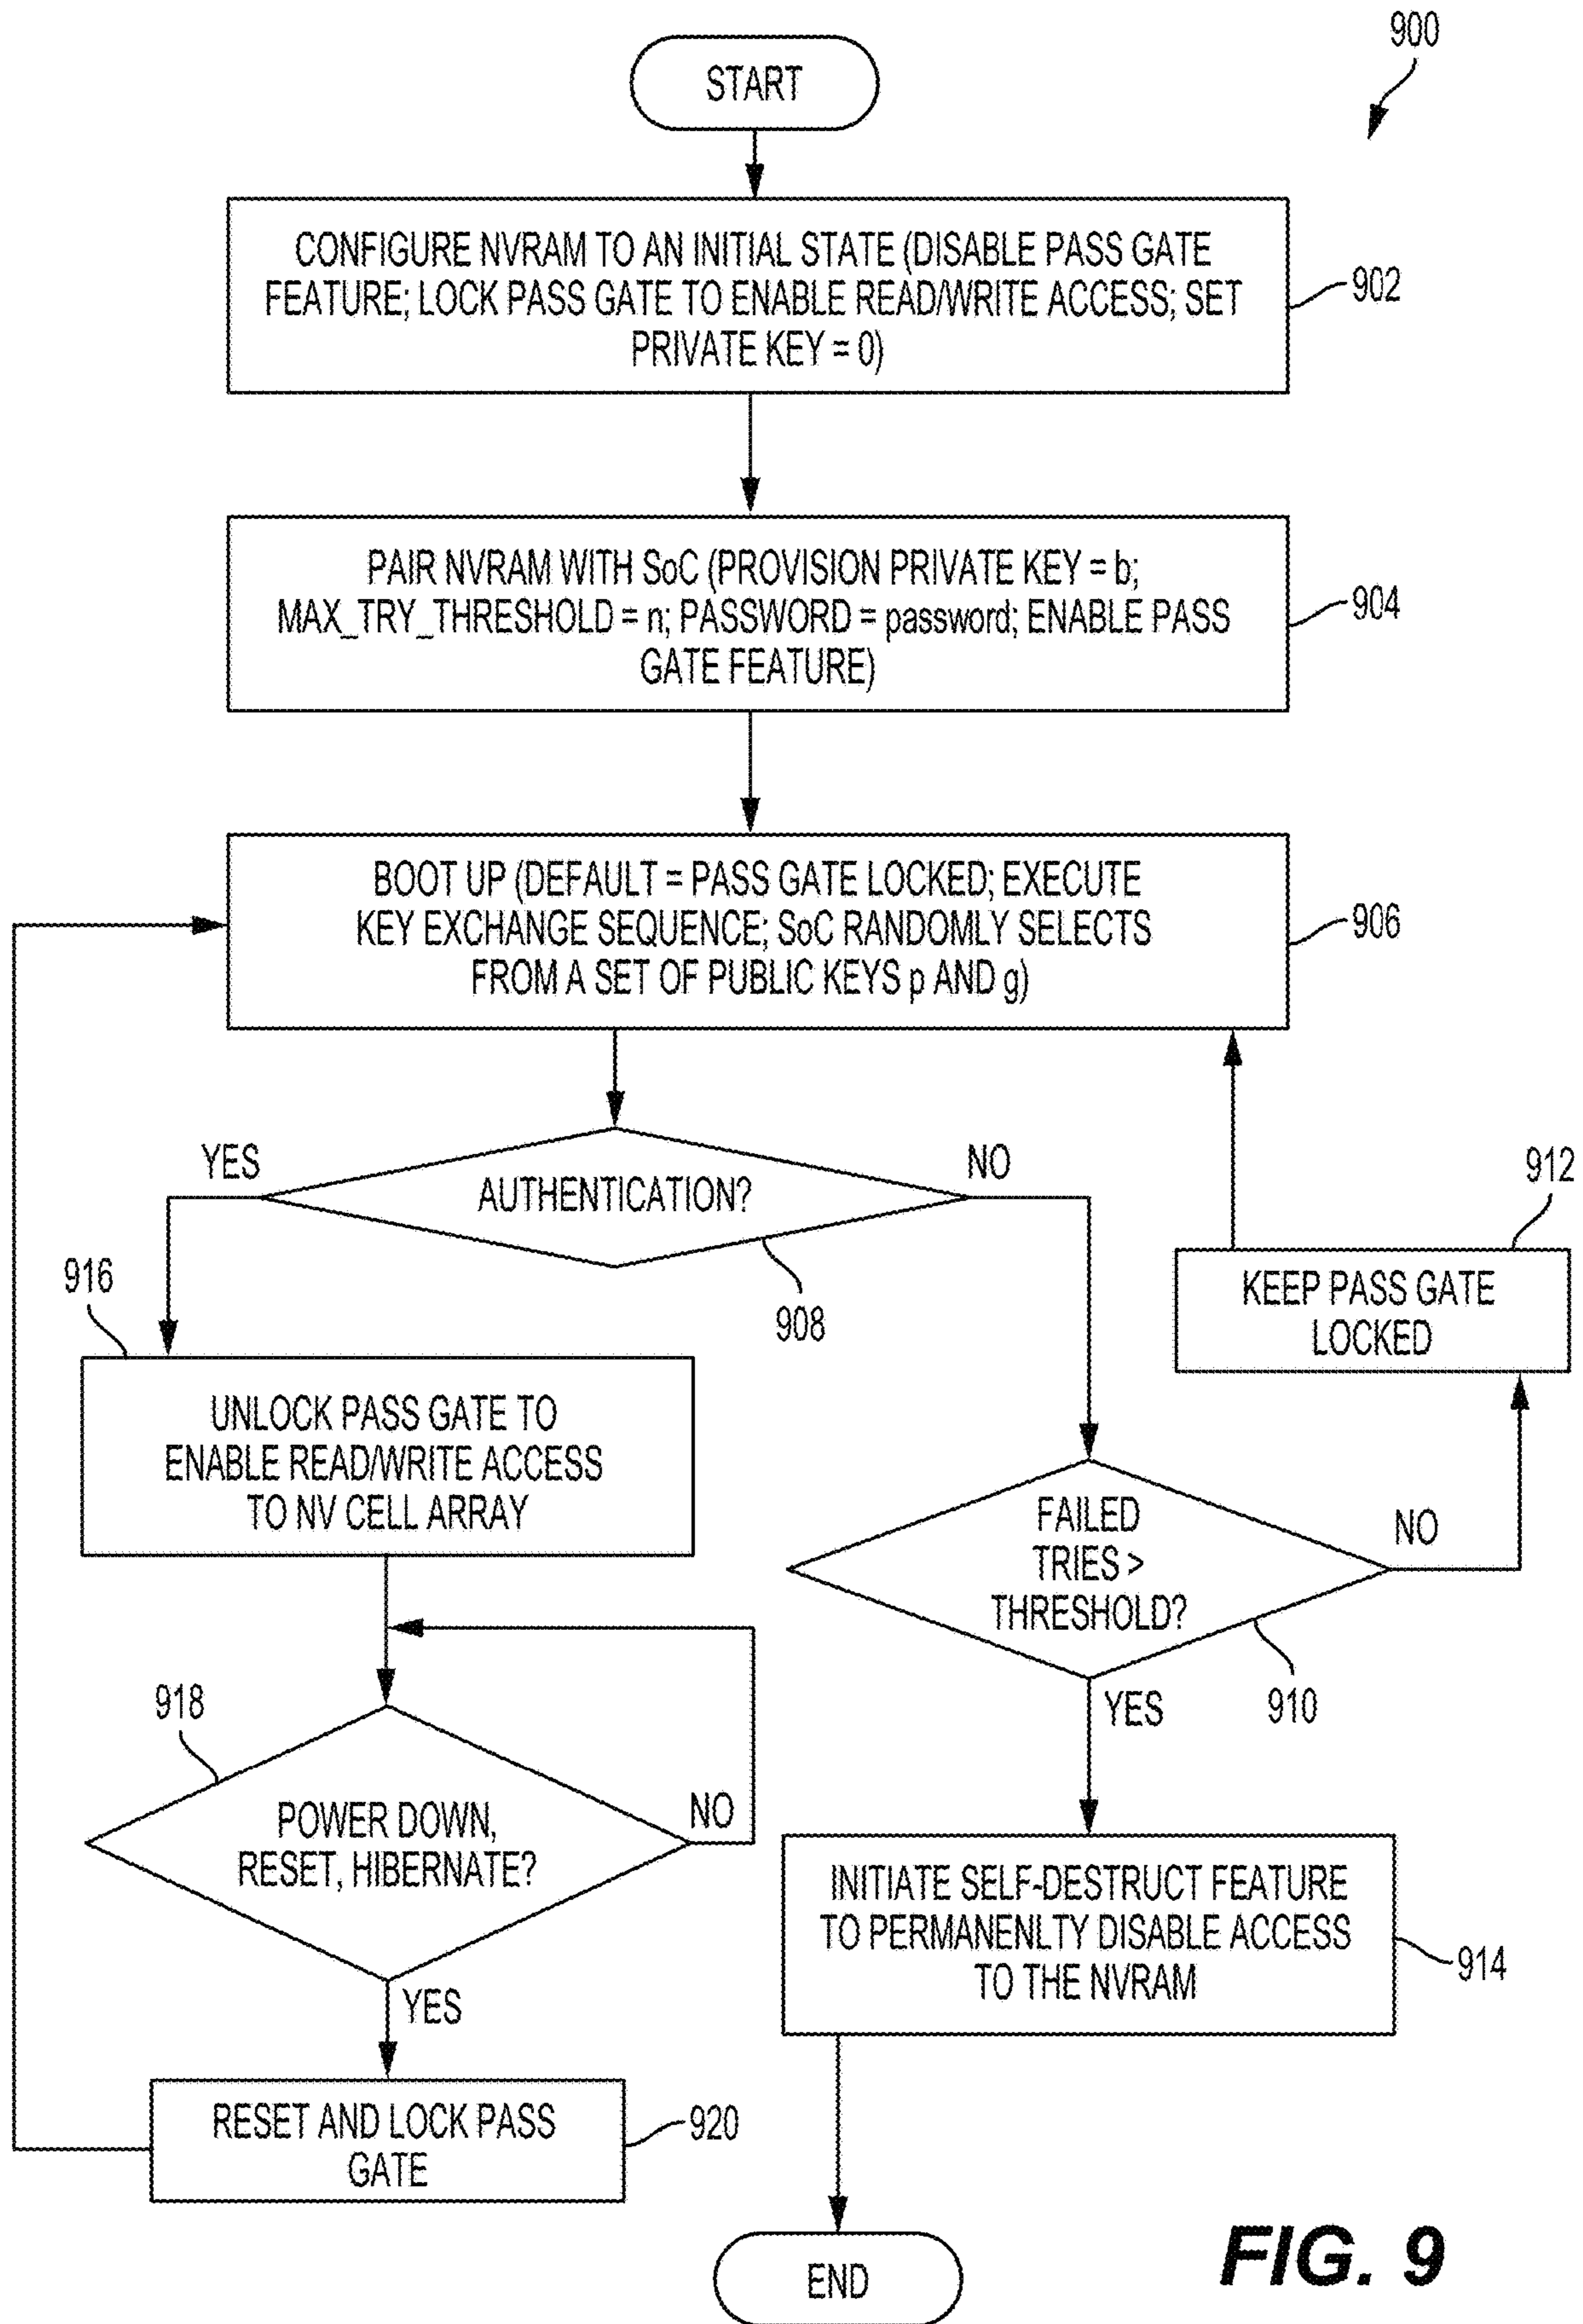 900
START
CONFIGURE NVRAM TO AN INITIAL STATE (DISABLE PASS GATE
FEATURE; LOCK PASS GATE TO ENABLE READ/WRITE ACCESS; SET
PRIVATE KEY = 0)
902
PAIR NVRAM WITH SoC (PROVISION PRIVATE KEY = b;
MAX_TRY_THRESHOLD = n; PASSWORD = password; ENABLE PASS
GATE FEATURE)
904
BOOT UP (DEFAULT = PASS GATE LOCKED; EXECUTE
KEY EXCHANGE SEQUENCE; SoC RANDOMLY SELECTS
FROM A SET OF PUBLIC KEYS p AND g)
906
YES
AUTHENTICATION?
NO
908
912
KEEP PASS GATE
LOCKED
916
UNLOCK PASS GATE TO
ENABLE READ/WRITE ACCESS
TO NV CELL ARRAY
FAILED
TRIES >
THRESHOLD?
NO
910
YES
918
POWER DOWN,
RESET, HIBERNATE?
NO
YES
INITIATE SELF-DESTRUCT FEATURE
TO PERMANENLTY DISABLE ACCESS
TO THE NVRAM
914
RESET AND LOCK PASS
GATE
920
END
FIG. 9